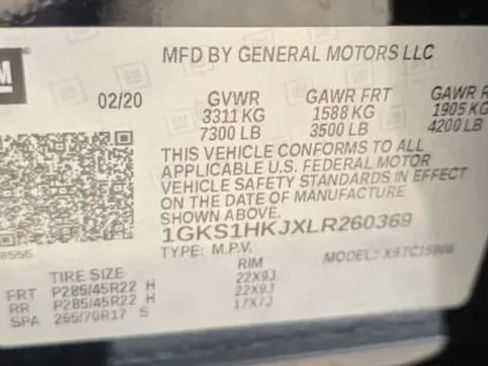 MFD BY GENERAL MOTORS LLC
02/20 GVWR GAWR FRT GAWR R
3311 KG 1588 KG 1905 KG
7300 LB 3500 LB 4200 LB
THIS VEHICLE CONFORMS TO ALL
APPLICABLE U.S. FEDERAL MOTOR
VEHICLE SAFETY STANDARDS IN EFFECT
ON THE DATE OF MANUFACTURE
SHOWN ABOVE.
1GKS1HKJXLR260369
TYPE: M.P.V. MODEL:
TIRE SIZE RIM
FRT P285/45R22 H 22X9J
RR P285/45R22 H 22X9J
SPA 265/70R17 S 17X7J